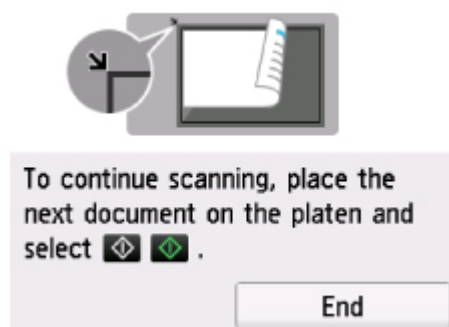 To continue scanning, place the
next document on the platen and
select .
End